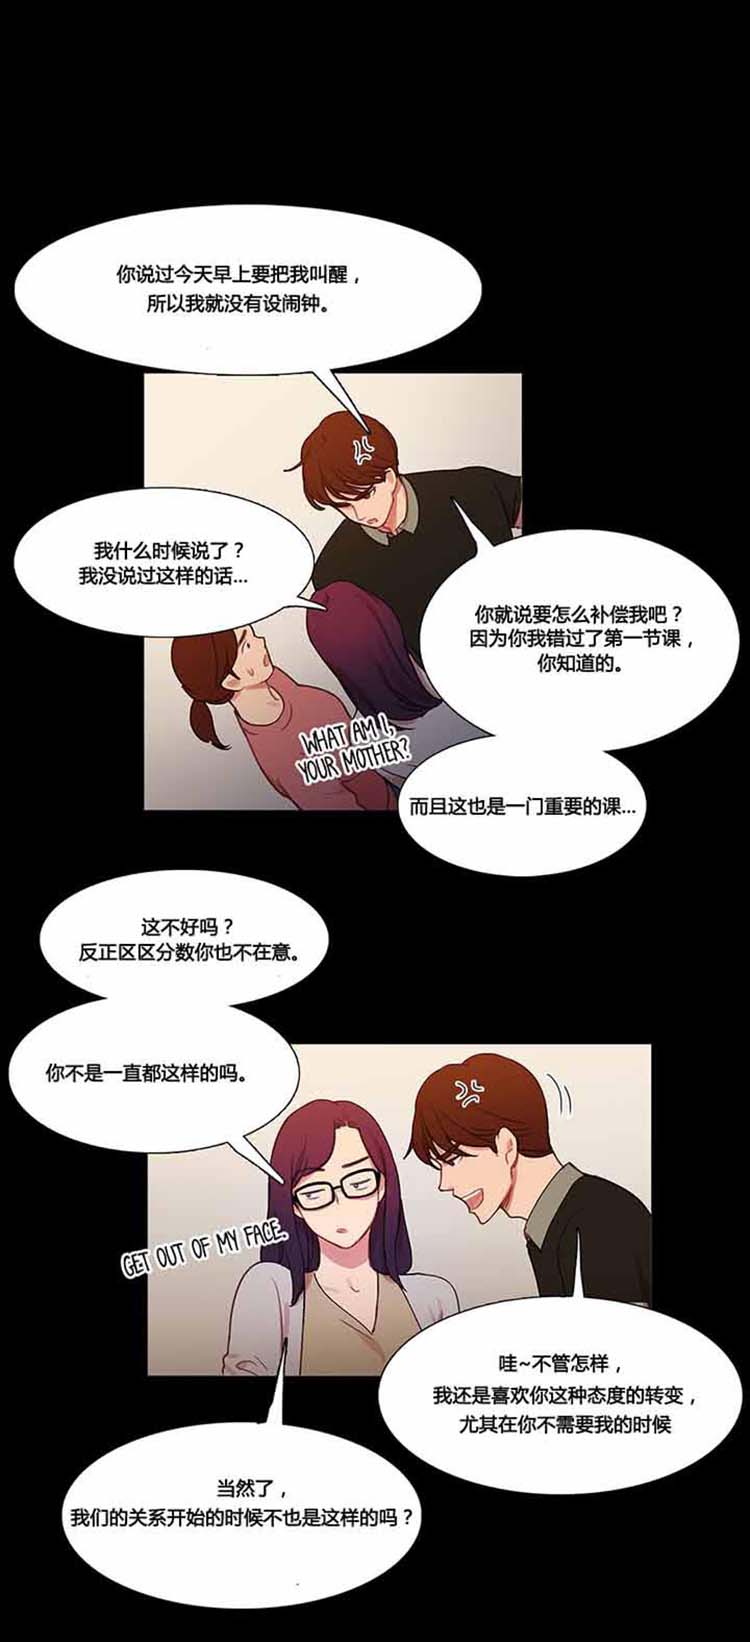 你说过今天早上要把我叫醒，
所以我就没有设闹钟。
我什么时候说了？
我没说过这样的话...
你就说要怎么补偿我吧？
因为你我错过了第一节课，
你知道的。
WHAT AM I,
YOUR MOTHER?
而且这也是一门重要的课...
这不好吗？
反正区区分数你也不在意。
你不是一直都这样的吗。
GET OUT OF MY FACE.
哇~不管怎样，
我还是喜欢你这种态度的转变，
尤其在你不需要我的时候
当然了，
我们的关系开始的时候不也是这样的吗？